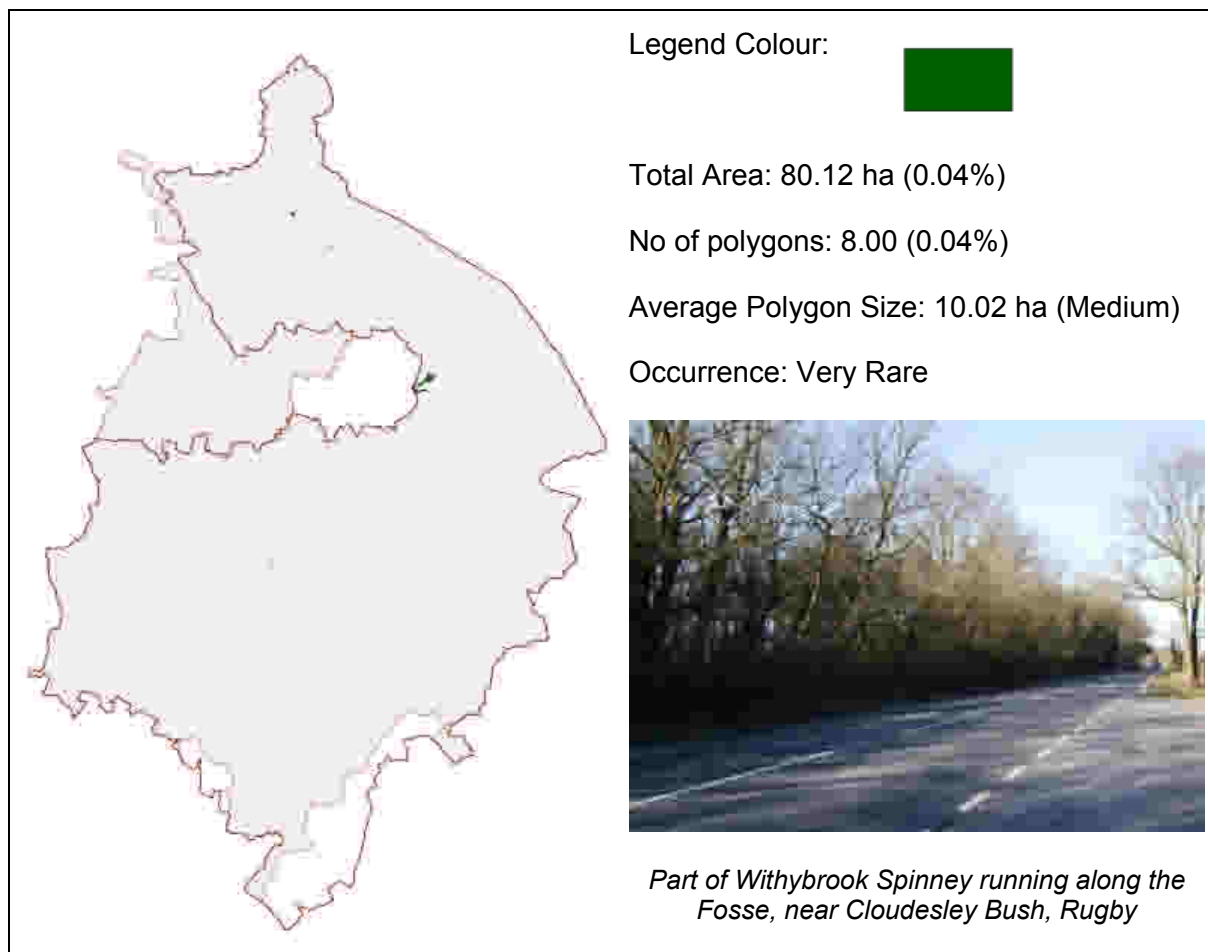 Legend Colour:
Total Area: 80.12 ha (0.04%)
No of polygons: 8.00 (0.04%)
Average Polygon Size: 10.02 ha (Medium)
Occurrence: Very Rare
Part of Withybrook Spinney running along the
Fosse, near Cloudesley Bush, Rugby